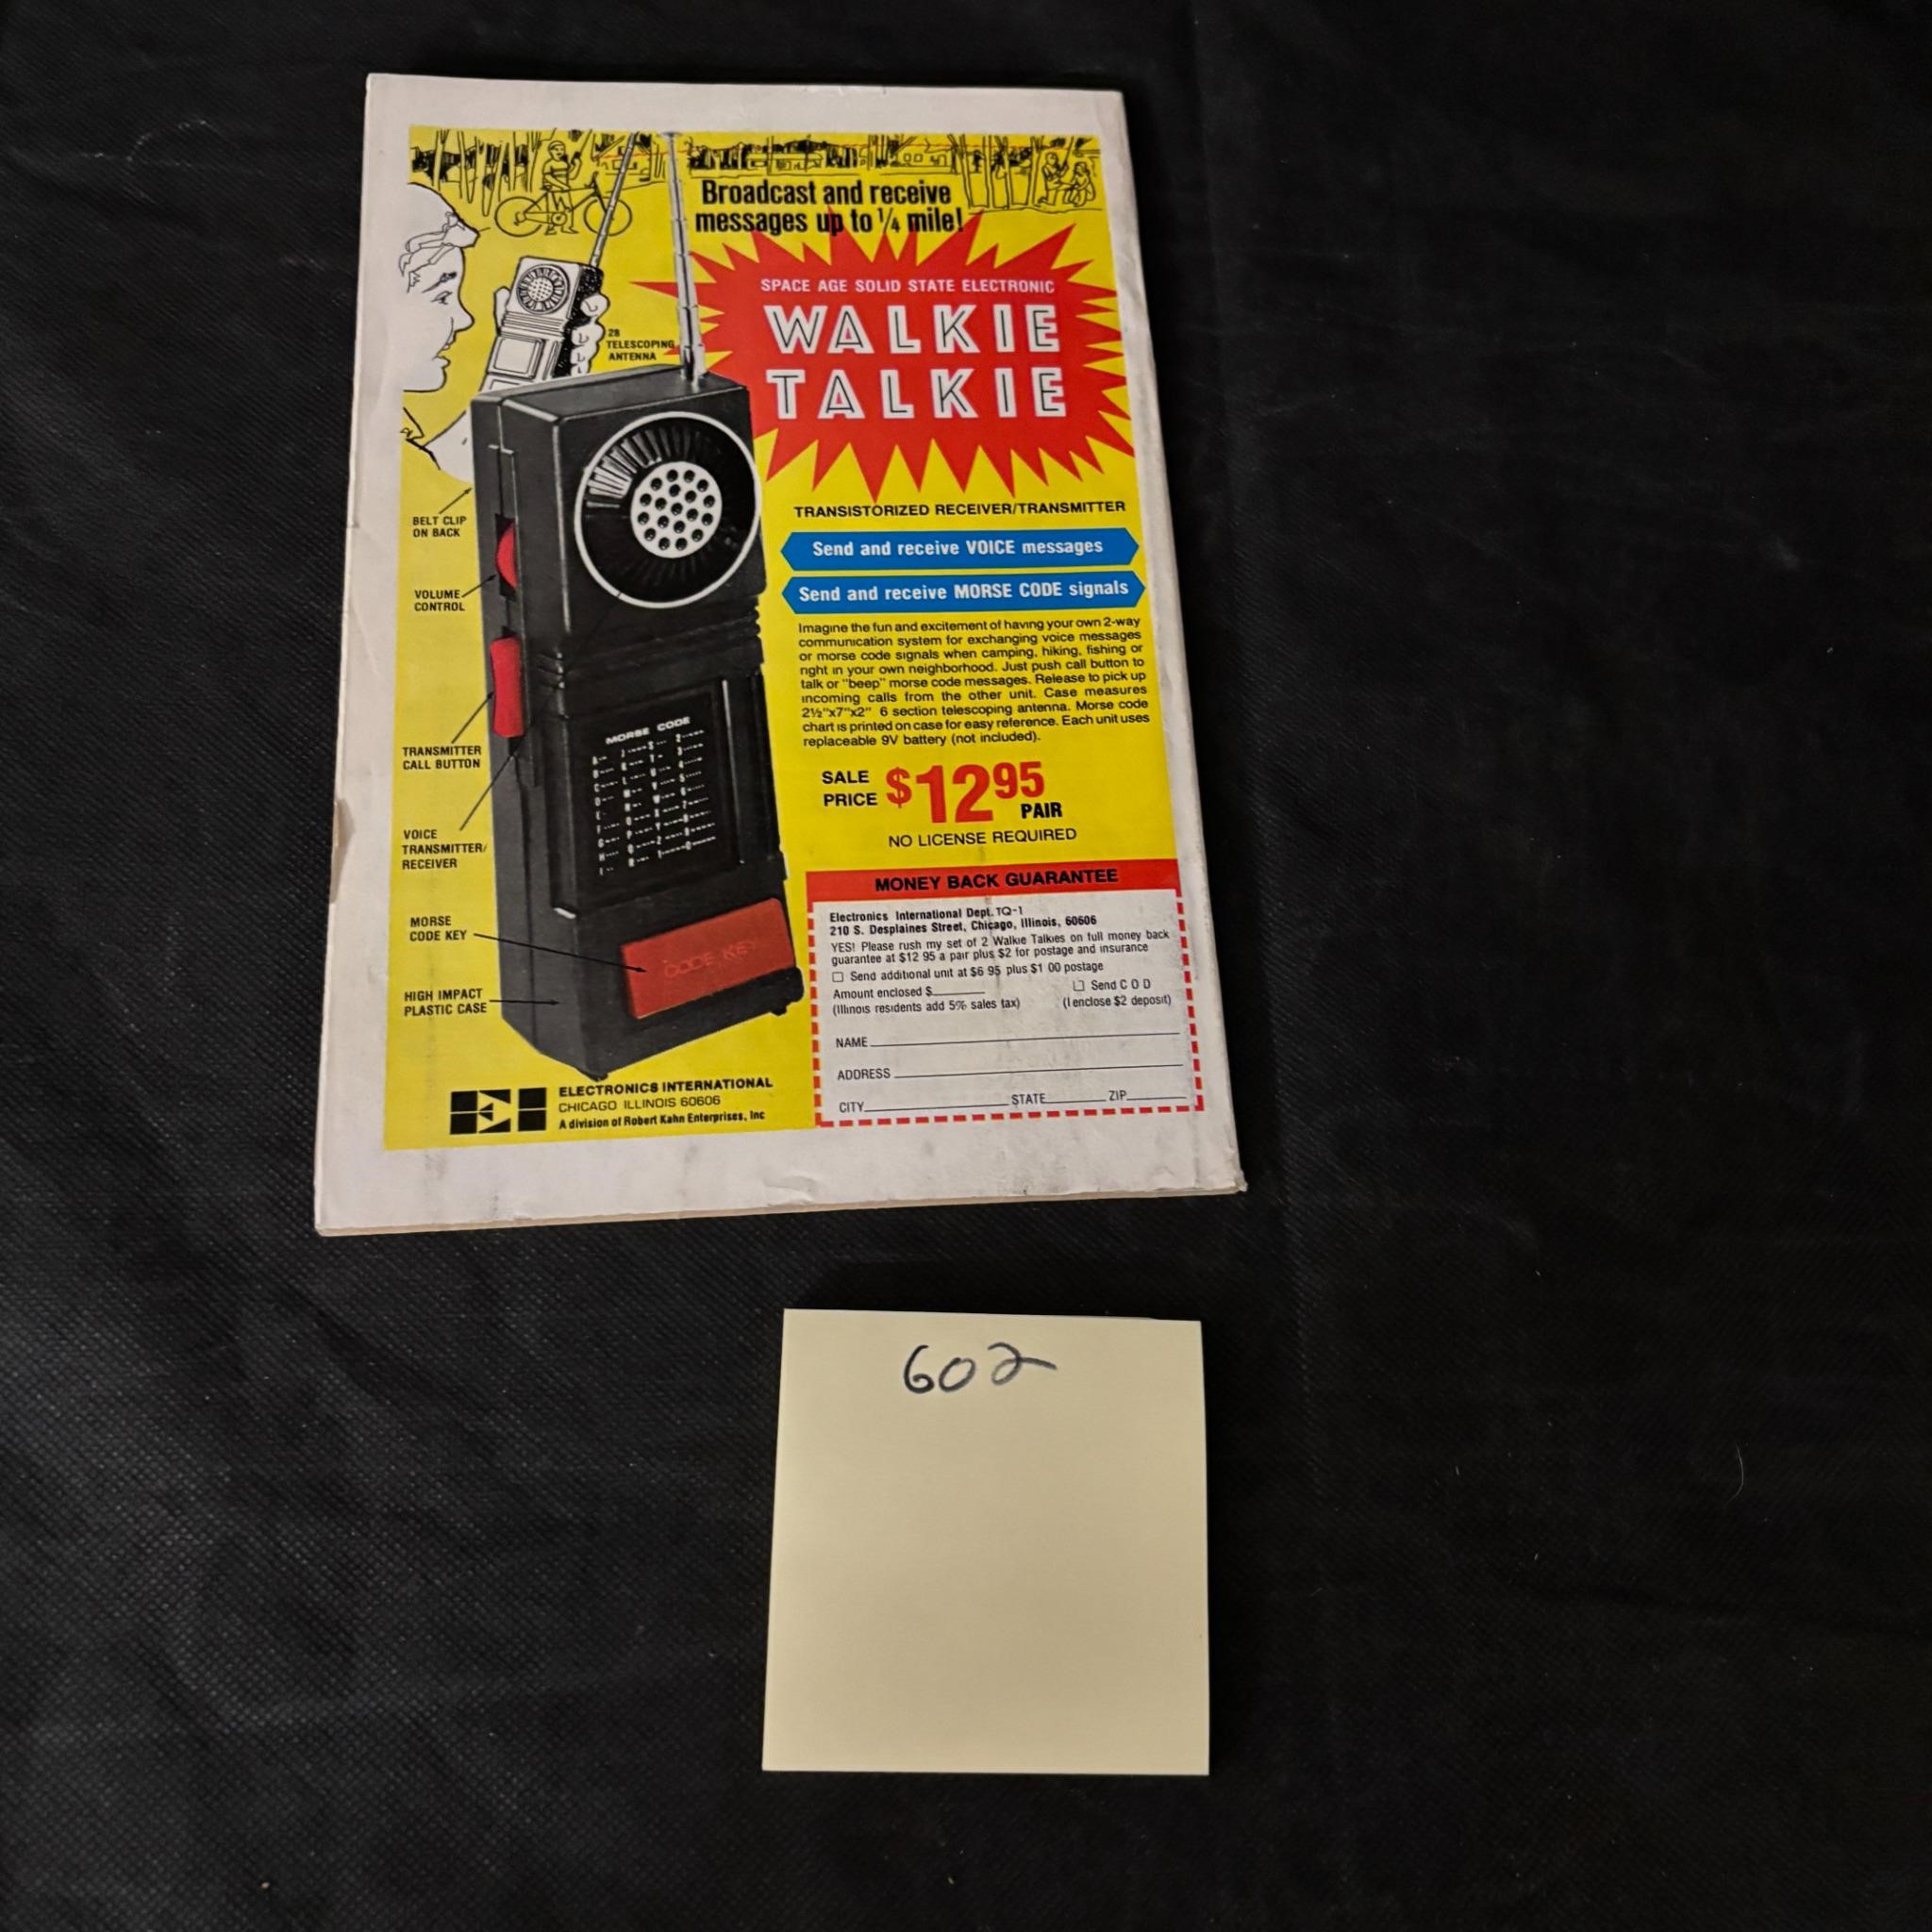 Broadcast and receive
messages up to 1/4 mile!
SPACE AGE SOLID STATE ELECTRONIC
WALKIE
TALKIE
28
TELESCOPING
ANTENNA
BELT CLIP
ON BACK
VOLUME
CONTROL
TRANSMITTER
CALL BUTTON
VOICE
TRANSMITTER/
RECEIVER
MORSE
CODE KEY
HIGH IMPACT
PLASTIC CASE
MORSE CODE
CODE KEY
TRANSISTORIZED RECEIVER/TRANSMITTER
Send and receive VOICE messages
Send and receive MORSE CODE signals
Imagine the fun and excitement of having your own 2-way
communication system for exchanging voice messages
or morse code signals when camping, hiking, fishing or
right in your own neighborhood. Just push call button to
talk or "beep" morse code messages. Release to pick up
incoming calls from the other unit. Case measures
2½"x7"x2" 6 section telescoping antenna. Morse code
chart is printed on case for easy reference. Each unit uses
replaceable 9V battery (not included).
SALE
PRICE $12 95
PAIR
NO LICENSE REQUIRED
MONEY BACK GUARANTEE
Electronics International Dept. TQ-1
210 S. Desplaines Street, Chicago, Illinois, 60606
YES! Please rush my set of 2 Walkie Talkies on full money back
guarantee at $12 95 a pair plus $2 for postage and insurance
☐ Send additional unit at $6 95 plus $1 00 postage
Amount enclosed $______ ☐ Send C O D
(Illinois residents add 5% sales tax) (I enclose $2 deposit)
NAME
ADDRESS
CITY STATE ZIP
EI ELECTRONICS INTERNATIONAL
CHICAGO ILLINOIS 60606
A division of Robert Kahn Enterprises, Inc
602